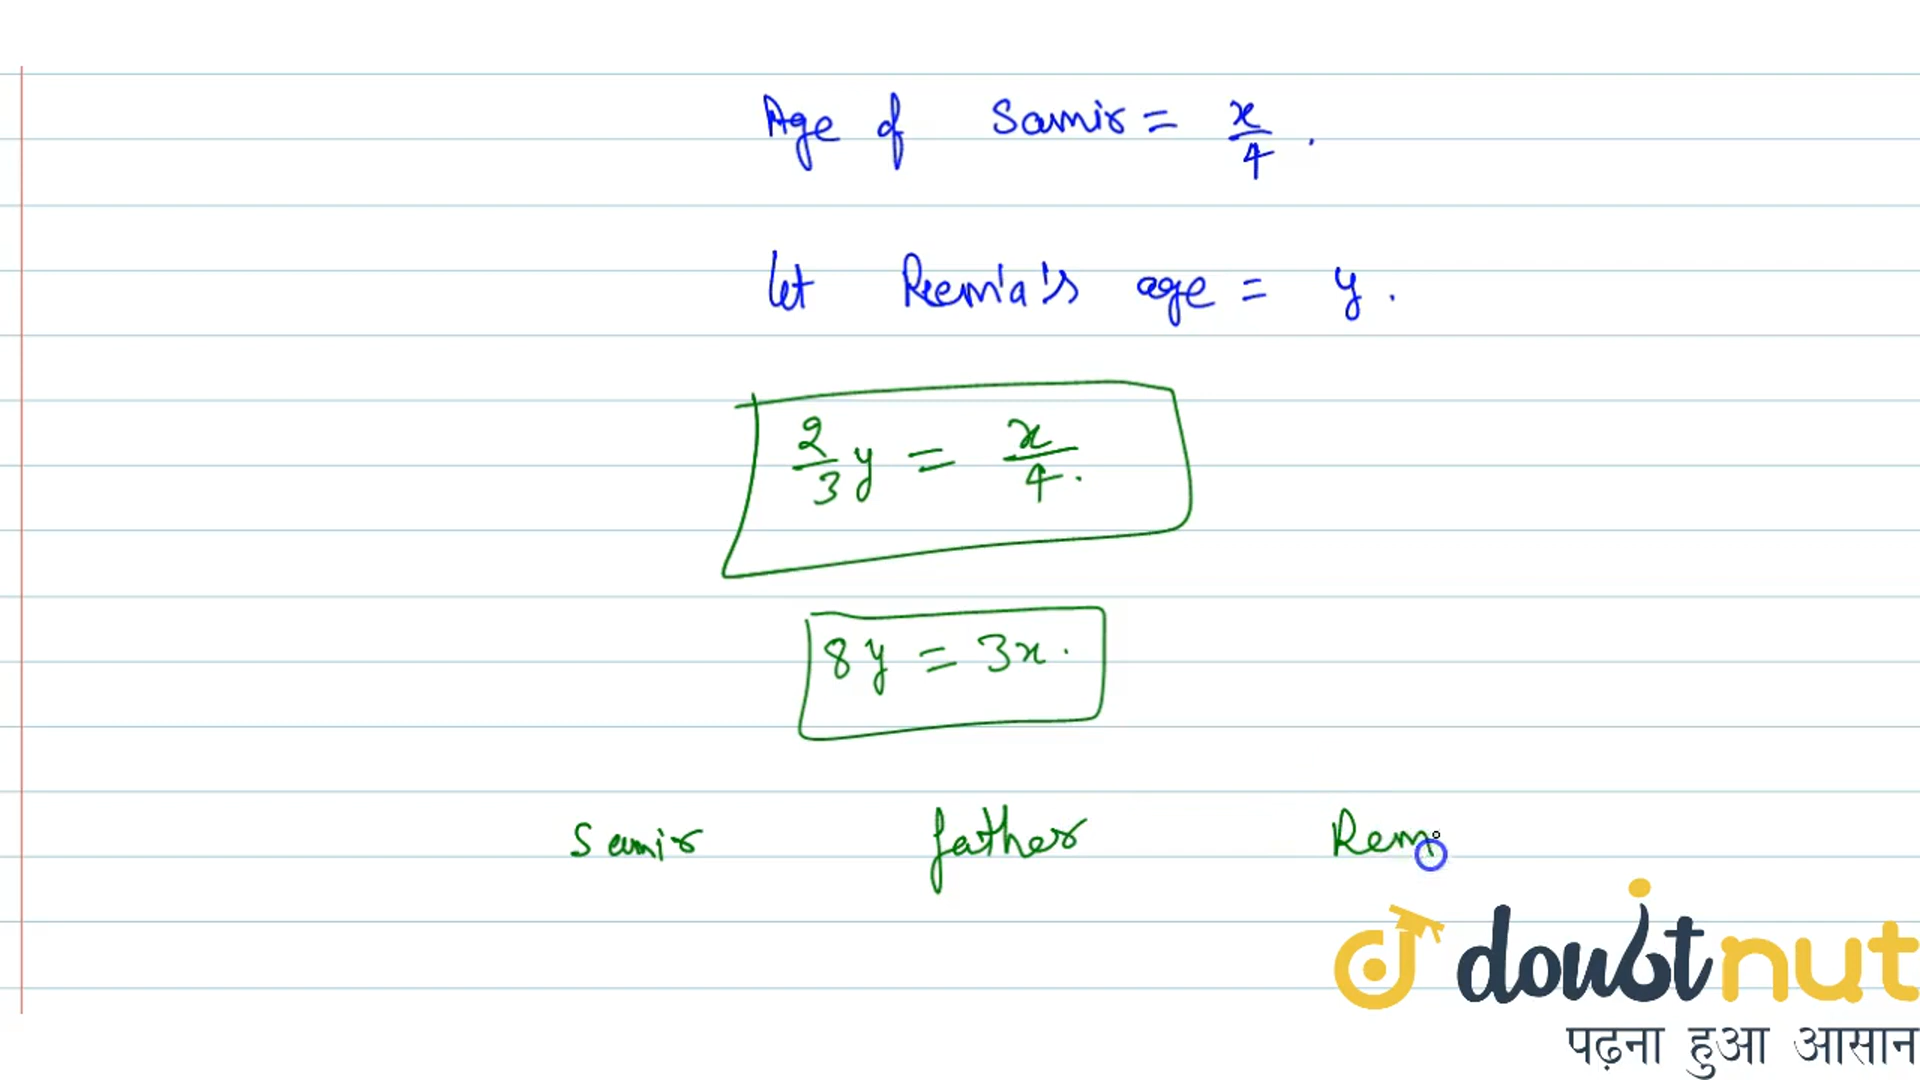 Age of Samir = x/4 .
let Reema's age = y .
2/3 y = x/4 .
8y = 3x .
Samir father Rem
doubtnut
पढ़ना हुआ आसान